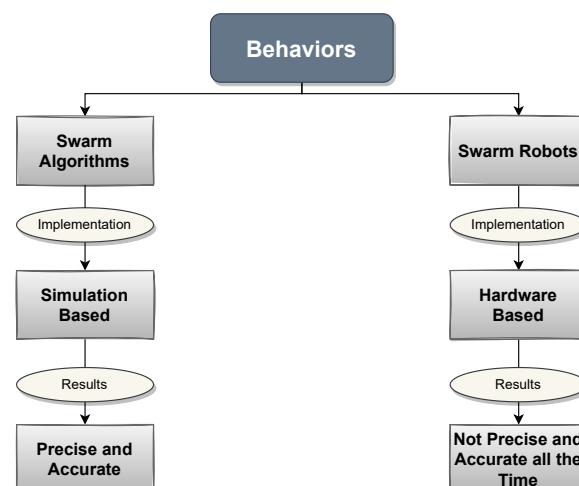 Behaviors
Swarm
Algorithms
Swarm Robots
Implementation
Implementation
Simulation
Based
Hardware
Based
Results
Results
Precise and
Accurate
Not Precise and
Accurate all the
Time